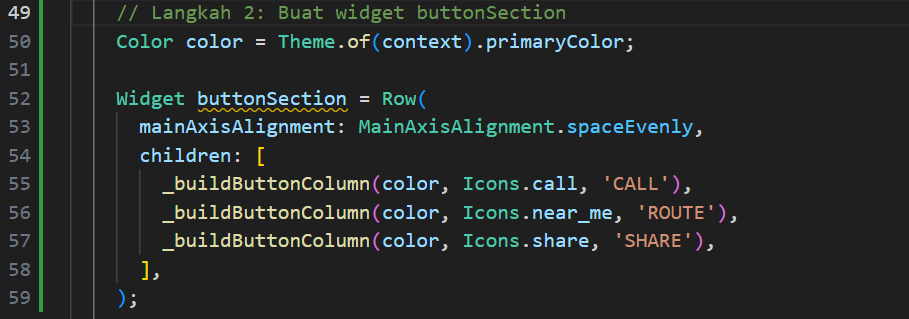 49 // Langkah 2: Buat widget buttonSection
50 Color color = Theme.of(context).primaryColor;
51
52 Widget buttonSection = Row(
53 mainAxisAlignment: MainAxisAlignment.spaceEvenly,
54 children: [
55 _buildButtonColumn(color, Icons.call, 'CALL'),
56 _buildButtonColumn(color, Icons.near_me, 'ROUTE'),
57 _buildButtonColumn(color, Icons.share, 'SHARE'),
58 ],
59 );